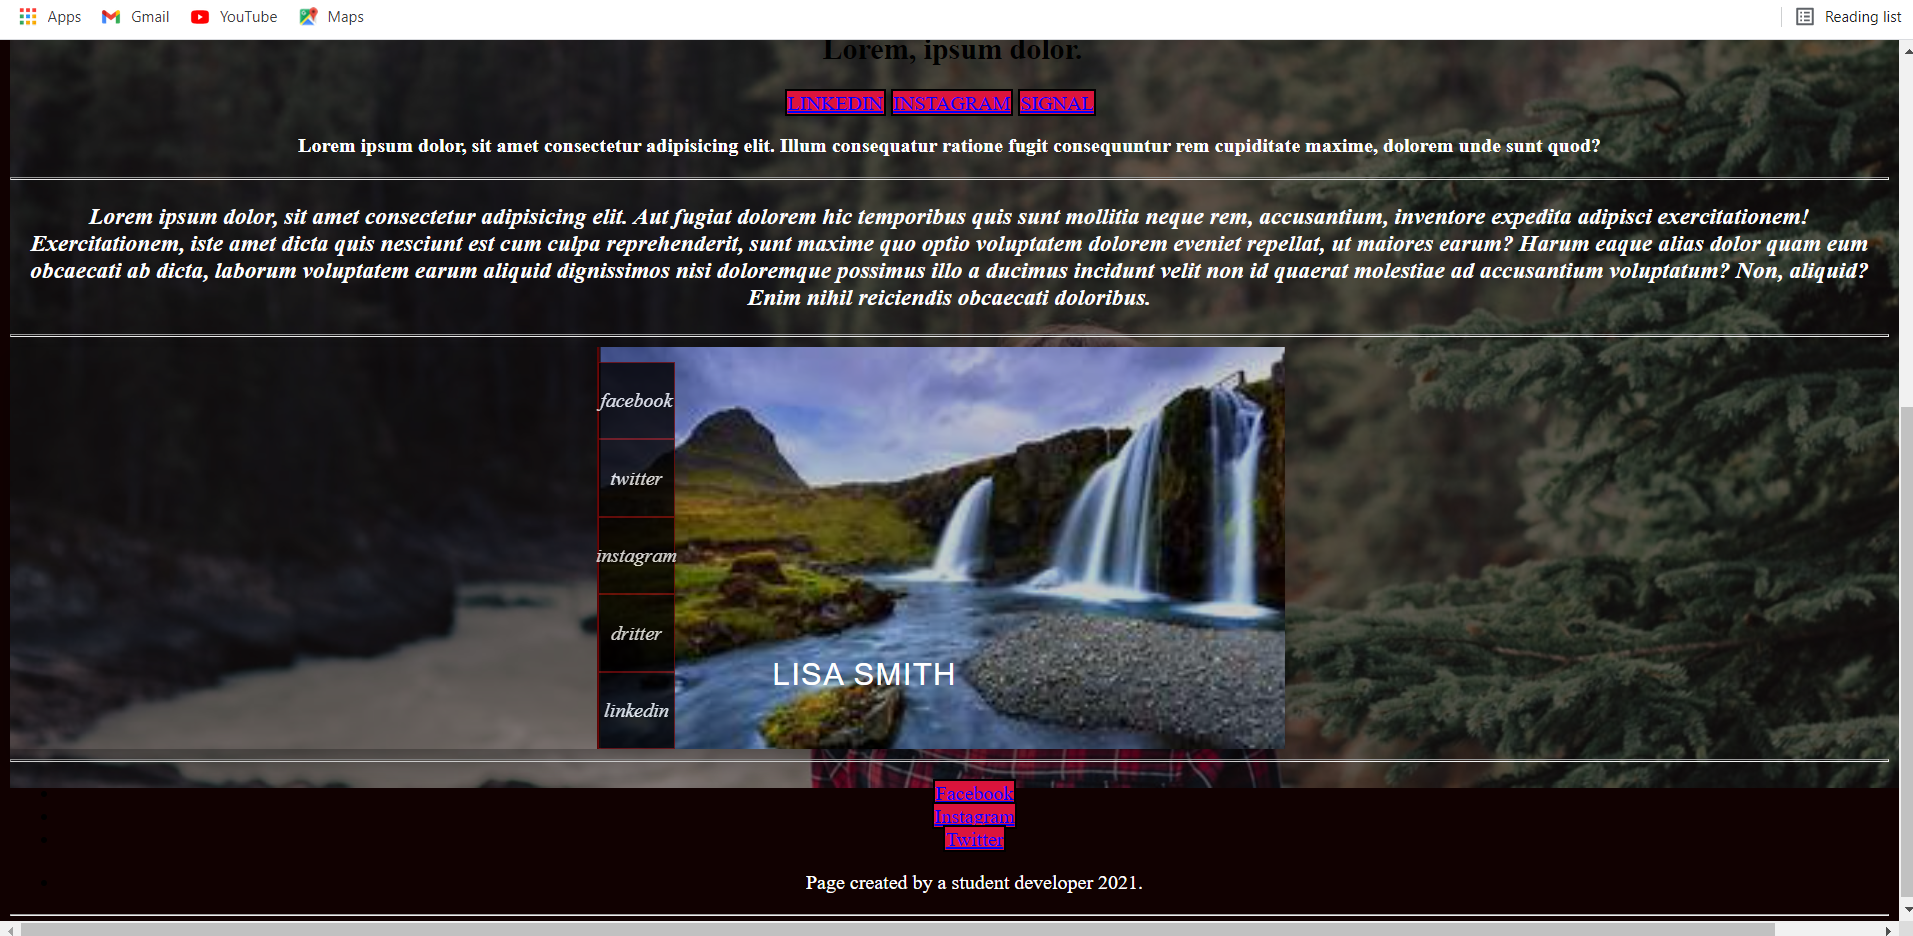 Apps Gmail YouTube Maps Reading list
Lorem, ipsum dolor.
LINKEDIN INSTAGRAM SIGNAL
Lorem ipsum dolor, sit amet consectetur adipisicing elit. Illum consequatur ratione fugit consequuntur rem cupiditate maxime, dolorem unde sunt quod?
Lorem ipsum dolor, sit amet consectetur adipisicing elit. Aut fugiat dolorem hic temporibus quis sunt mollitia neque rem, accusantium, inventore expedita adipisci exercitationem!
Exercitationem, iste amet dicta quis nesciunt est cum culpa reprehenderit, sunt maxime quo optio voluptatem dolorem eveniet repellat, ut maiores earum? Harum eaque alias dolor quam eum
obcaecati ab dicta, laborum voluptatem earum aliquid dignissimos nisi doloremque possimus illo a ducimus incidunt velit non id quaerat molestiae ad accusantium voluptatum? Non, aliquid?
Enim nihil reiciendis obcaecati doloribus.
facebook
twitter
instagram
dritter
LISA SMITH
linkedin
Facebook
Instagram
Twitter
Page created by a student developer 2021.